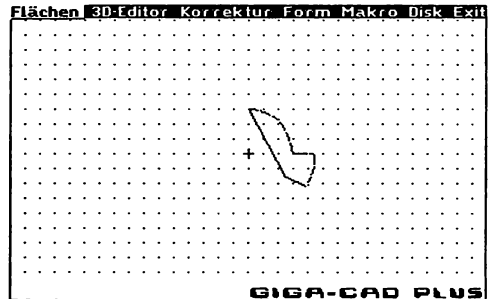 Flächen 3D-Editor Korrektur Form Makro Disk Exit
GIGA-CAD PLUS